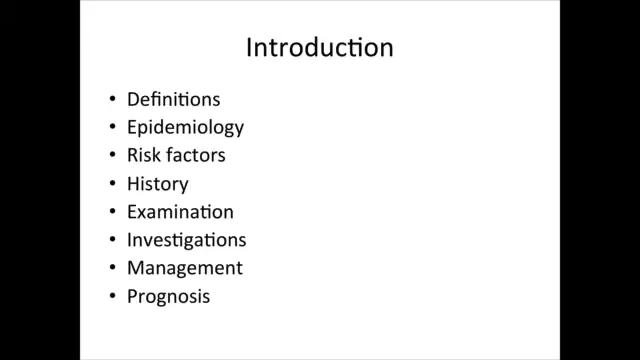 Introduction
• Definitions
• Epidemiology
• Risk factors
• History
• Examination
• Investigations
• Management
• Prognosis